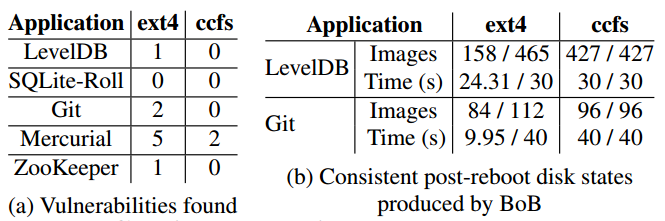 Application ext4 ccfs
LevelDB 1 0
SQLite-Roll 0 0
Git 2 0
Mercurial 5 2
ZooKeeper 1 0
(a) Vulnerabilities found
Application ext4 ccfs
LevelDB Images 158 / 465 427 / 427
Time (s) 24.31 / 30 30 / 30
Git Images 84 / 112 96 / 96
Time (s) 9.95 / 40 40 / 40
(b) Consistent post-reboot disk states
produced by BoB